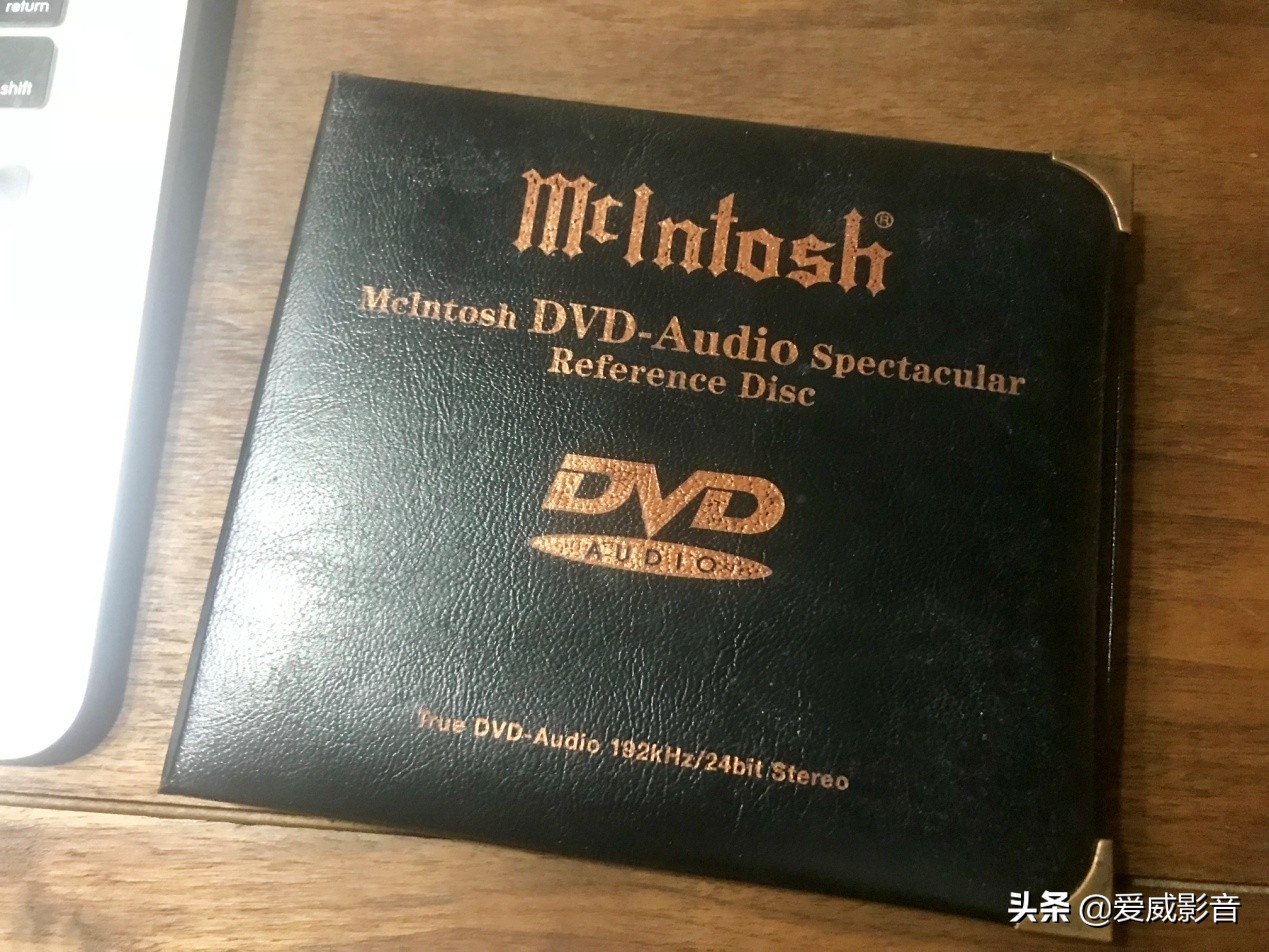 return
shift
McIntosh®
McIntosh DVD-Audio Spectacular
Reference Disc
DVD
AUDIO
True DVD-Audio 192kHz/24bit Stereo
头条 @爱威影音